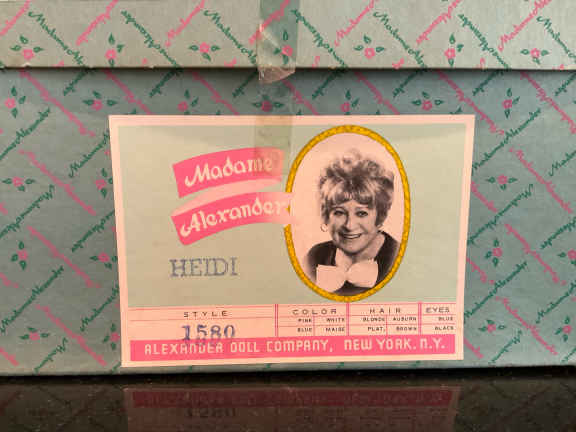 Madame
Alexander
HEIDI
STYLE COLOR HAIR EYES
PINK WHITE BLONDE AUBURN BLUE
BLUE MAIZE PLAT. BROWN BLACK
1580
ALEXANDER DOLL COMPANY, NEW YORK, N.Y.